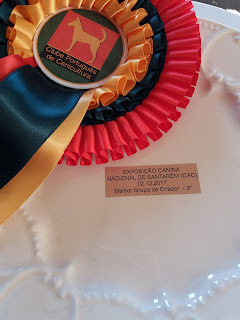 Clube Português
de Canicultura
EXPOSIÇÃO CANINA
NACIONAL DE SANTARÉM (CAC)
02.12.2017
Melhor Grupo de Criador - 3º